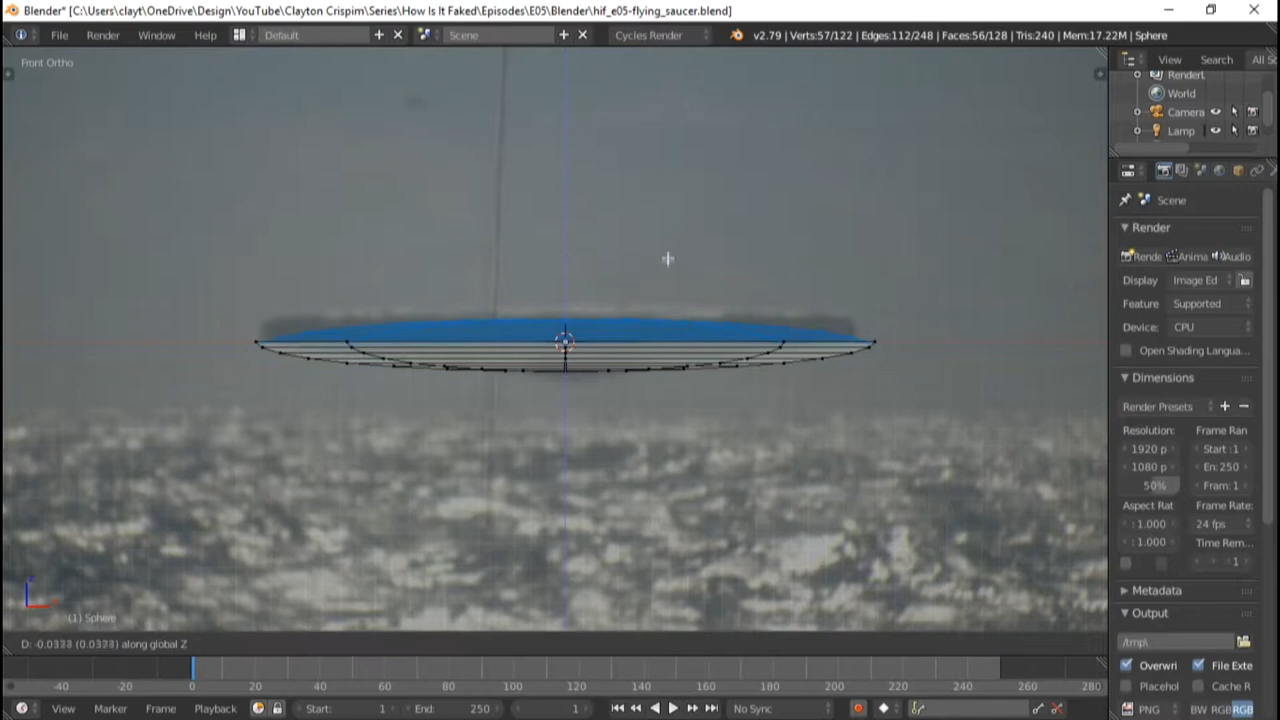 Blender* [C:\Users\clayt\OneDrive\Design\YouTube\Clayton Crispim\Series\How Is It Faked\Episodes\E05\Blender\hif_e05-flying_saucer.blend]
File Render Window Help Default Scene Cycles Render v2.79 | Verts:57/122 | Edges:112/248 | Faces:56/128 | Tris:240 | Mem:17.22M | Sphere
Front Ortho
View Search All S
RenderL
World
Camera
Lamp
Scene
Render
Rende Anima Audio
Display Image Ed
Feature Supported
Device: CPU
Open Shading Langua...
Dimensions
Render Presets
Resolution: Frame Ran
1920 p Start :1
1080 p En: 250
50% Fram: 1
Aspect Rat Frame Rate:
: 1.000 24 fps
: 1.000 Time Rem...
1
Metadata
Output
/tmp\
Overwri File Exte
Placehol Cache R
PNG BW RGB RGB
z
(1) Sphere
D: -0.0333 (0.0333) along global Z
-40 -20 0 20 40 60 80 100 120 140 160 180 200 220 240 260 280
View Marker Frame Playback Start: 1 End: 250 1 No Sync